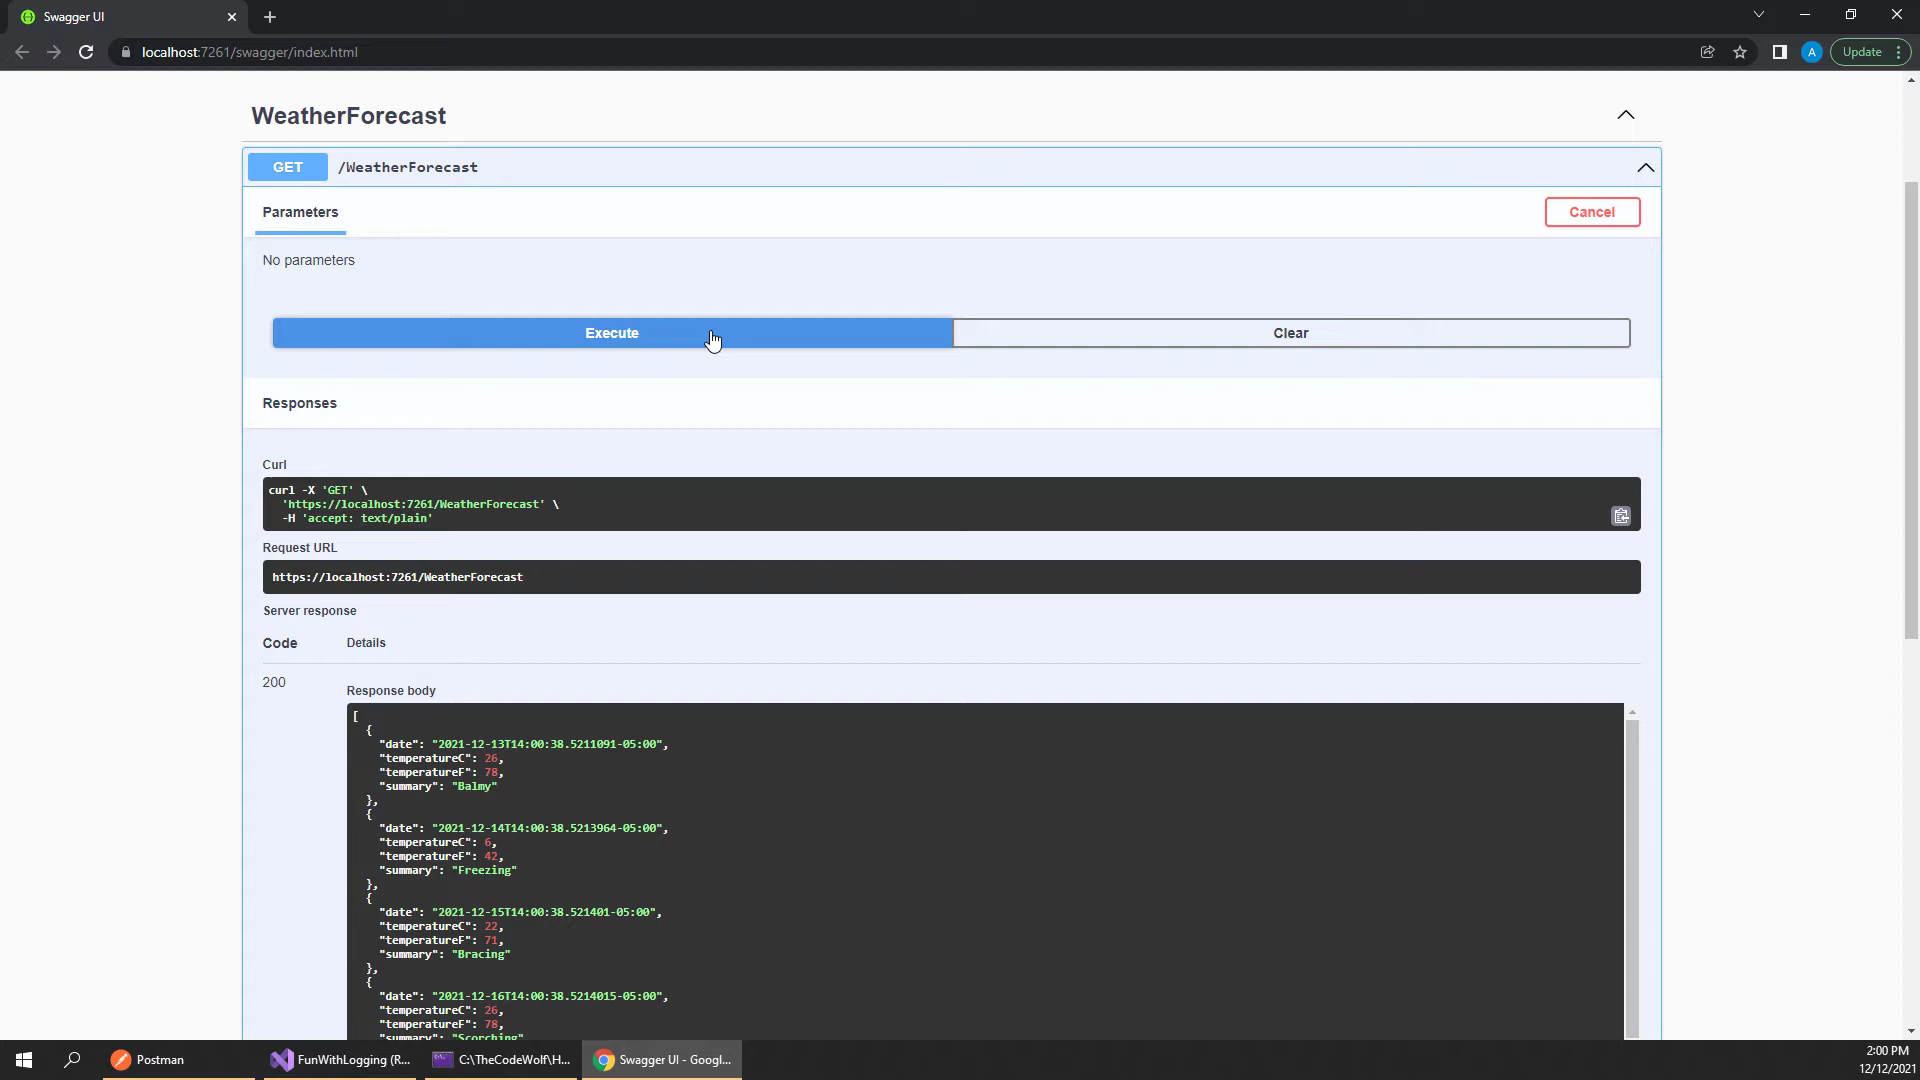 Swagger UI
localhost:7261/swagger/index.html
A
Update
WeatherForecast
GET /WeatherForecast
Parameters
Cancel
No parameters
Execute
Clear
Responses
Curl
curl -X 'GET' \
'https://localhost:7261/WeatherForecast' \
-H 'accept: text/plain'
Request URL
https://localhost:7261/WeatherForecast
Server response
Code Details
200
Response body
[
{
"date": "2021-12-13T14:00:38.5211091-05:00",
"temperatureC": 26,
"temperatureF": 78,
"summary": "Balmy"
},
{
"date": "2021-12-14T14:00:38.5213964-05:00",
"temperatureC": 6,
"temperatureF": 42,
"summary": "Freezing"
},
{
"date": "2021-12-15T14:00:38.521401-05:00",
"temperatureC": 22,
"temperatureF": 71,
"summary": "Bracing"
},
{
"date": "2021-12-16T14:00:38.5214015-05:00",
"temperatureC": 26,
"temperatureF": 78,
"summary": "Scorching"
Postman
FunWithLogging (R...
C:\TheCodeWolf\H...
Swagger UI - Googl...
2:00 PM
12/12/2021